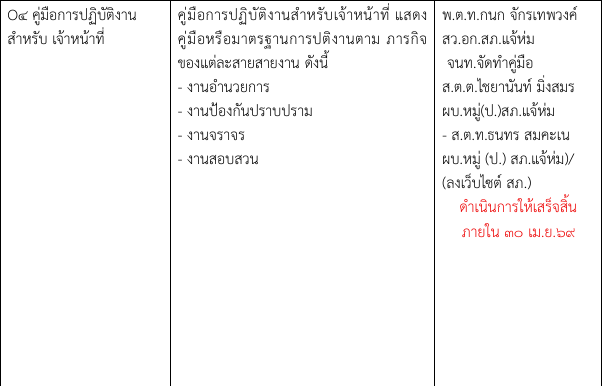 O๔ คู่มือการปฏิบัติงาน
สำหรับ เจ้าหน้าที่
คู่มือการปฏิบัติงานสำหรับเจ้าหน้าที่ แสดง
คู่มือหรือมาตรฐานการปติงานตาม ภารกิจ
ของแต่ละสายสายงาน ดังนี้
- งานอำนวยการ
- งานป้องกันปราบปราม
- งานจราจร
- งานสอบสวน
พ.ต.ท.กนก จักรเทพวงค์
สว.อก.สภ.แจ้ห่ม
จนท.จัดทำคู่มือ
ส.ต.ต.ไชยานันท์ มิ่งสมร
ผบ.หมู่(ป.)สภ.แจ้ห่ม
- ส.ต.ท.ธนทร สมคะเน
ผบ.หมู่ (ป.) สภ.แจ้ห่ม)/
(ลงเว็บไซต์ สภ.)
ดำเนินการให้เสร็จสิ้น
ภายใน ๓๐ เม.ย.๖๙